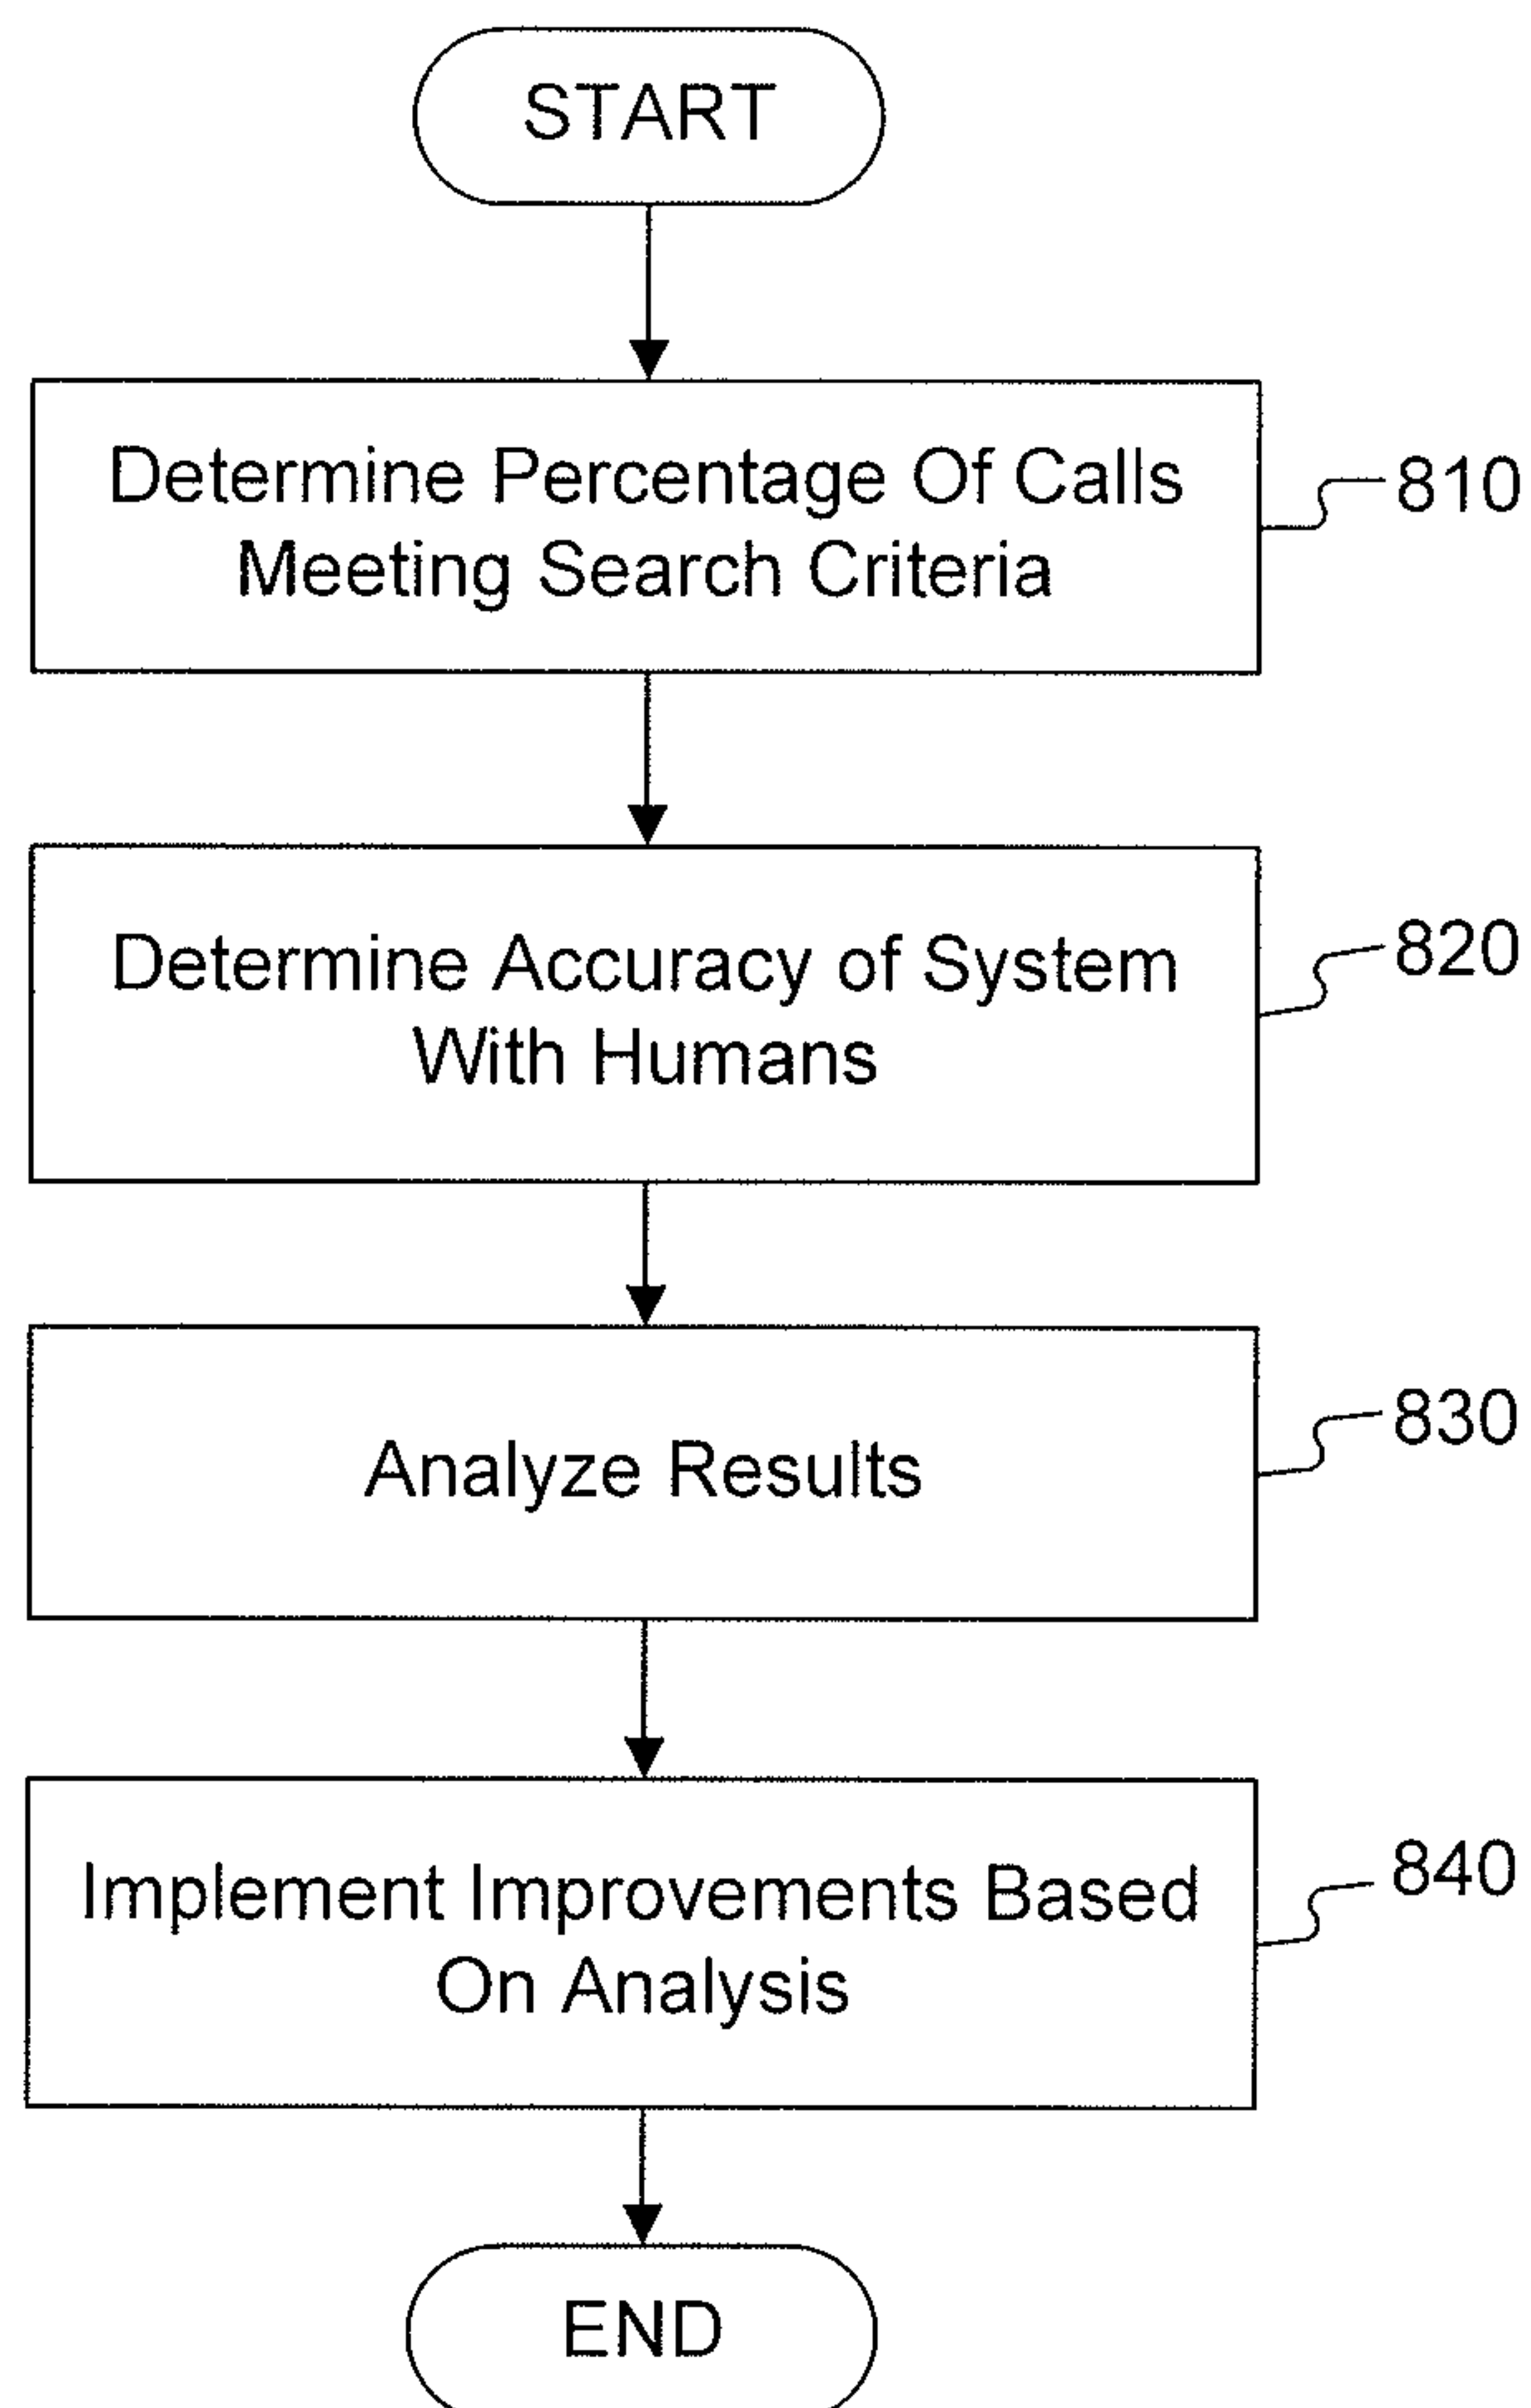 START
Determine Percentage Of Calls
Meeting Search Criteria
810
Determine Accuracy of System
With Humans
820
Analyze Results
830
Implement Improvements Based
On Analysis
840
END